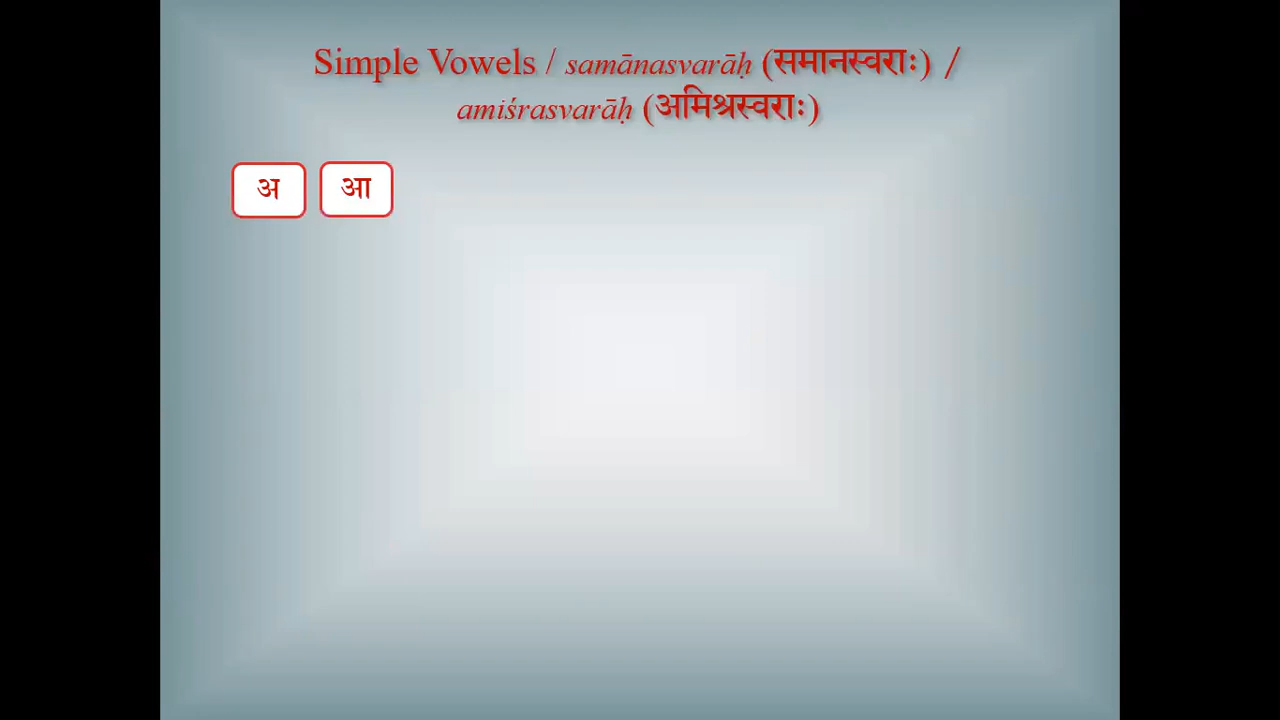 Simple Vowels / samānasvarāḥ (समानस्वराः) /
amiśrasvarāḥ (अमिश्रस्वराः)
अ आ